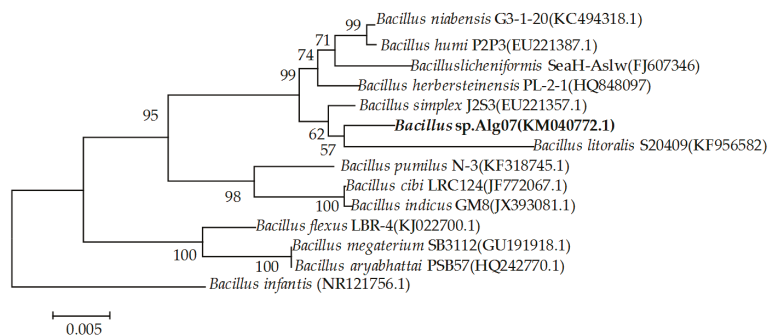 Bacillus niabensis G3-1-20(KC494318.1)
99
Bacillus humi P2P3(EU221387.1)
71
Bacilluslicheniformis SeaH-Aslw(FJ607346)
74
Bacillus herbersteinensis PL-2-1(HQ848097)
99
Bacillus simplex J2S3(EU221357.1)
95
Bacillus sp.Alg07(KM040772.1)
62
Bacillus litoralis S20409(KF956582)
57
Bacillus pumilus N-3(KF318745.1)
Bacillus cibi LRC124(JF772067.1)
98
Bacillus indicus GM8(JX393081.1)
100
Bacillus flexus LBR-4(KJ022700.1)
Bacillus megaterium SB3112(GU191918.1)
100
Bacillus aryabhattai PSB57(HQ242770.1)
100
Bacillus infantis (NR121756.1)
0.005